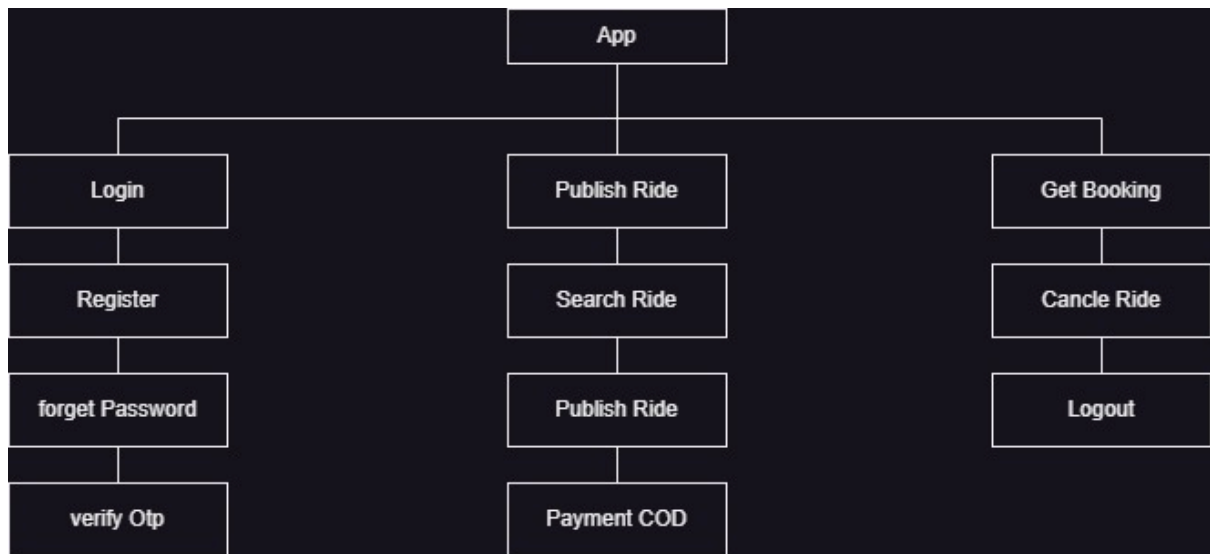 App
Login
Publish Ride
Get Booking
Register
Search Ride
Cancle Ride
forget Password
Publish Ride
Logout
verify Otp
Payment COD